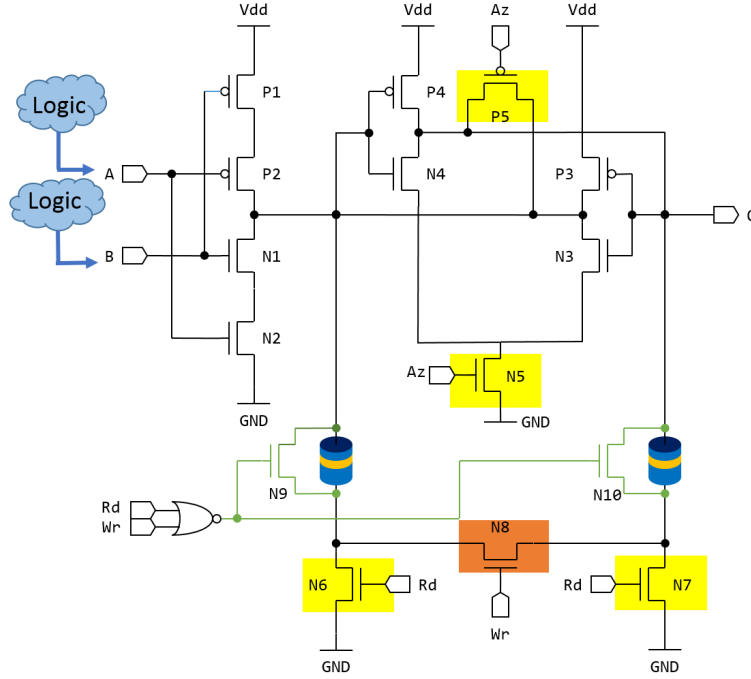 Vdd Vdd Az Vdd
P1 P4
P5
Logic
A P2 N4 P3
Logic
B N1 N3
N2
Az N5
GND GND
N9 N10
Rd
Wr
N8
N6 Rd Rd N7
Wr
GND GND